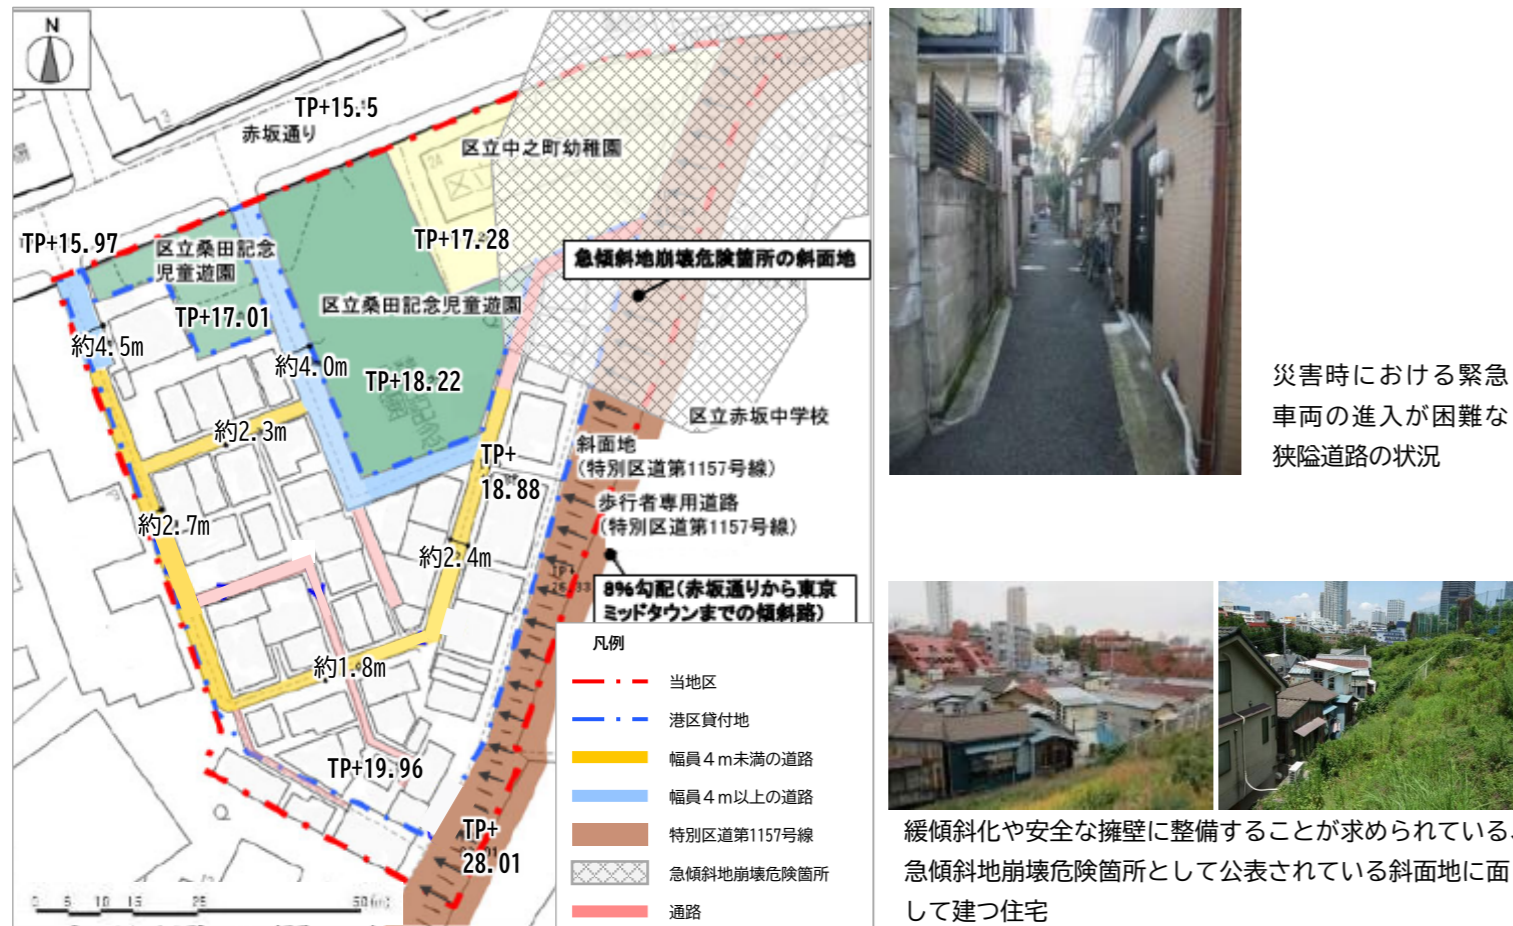 N
TP+15.5
赤坂通り
区立中之町幼稚園
24
TP+15.97
区立桑田記念
児童遊園
TP+17.28
急傾斜地崩壊危険箇所の斜面地
区立桑田記念児童遊園
TP+17.01
約4.5m
約4.0m
TP+18.22
区立赤坂中学校
約2.3m
斜面地
(特別区道第1157号線)
TP+
18.88
歩行者専用道路
(特別区道第1157号線)
約2.7m
約2.4m
8%勾配(赤坂通りから東京
ミッドタウンまでの傾斜路)
約1.8m
TP+19.96
TP+
28.01
0 5 10 15 25 50(m)
凡例
当地区
港区貸付地
幅員4m未満の道路
幅員4m以上の道路
特別区道第1157号線
急傾斜地崩壊危険箇所
通路
災害時における緊急
車両の進入が困難な
狭隘道路の状況
緩傾斜化や安全な擁壁に整備することが求められている、
急傾斜地崩壊危険箇所として公表されている斜面地に面
して建つ住宅